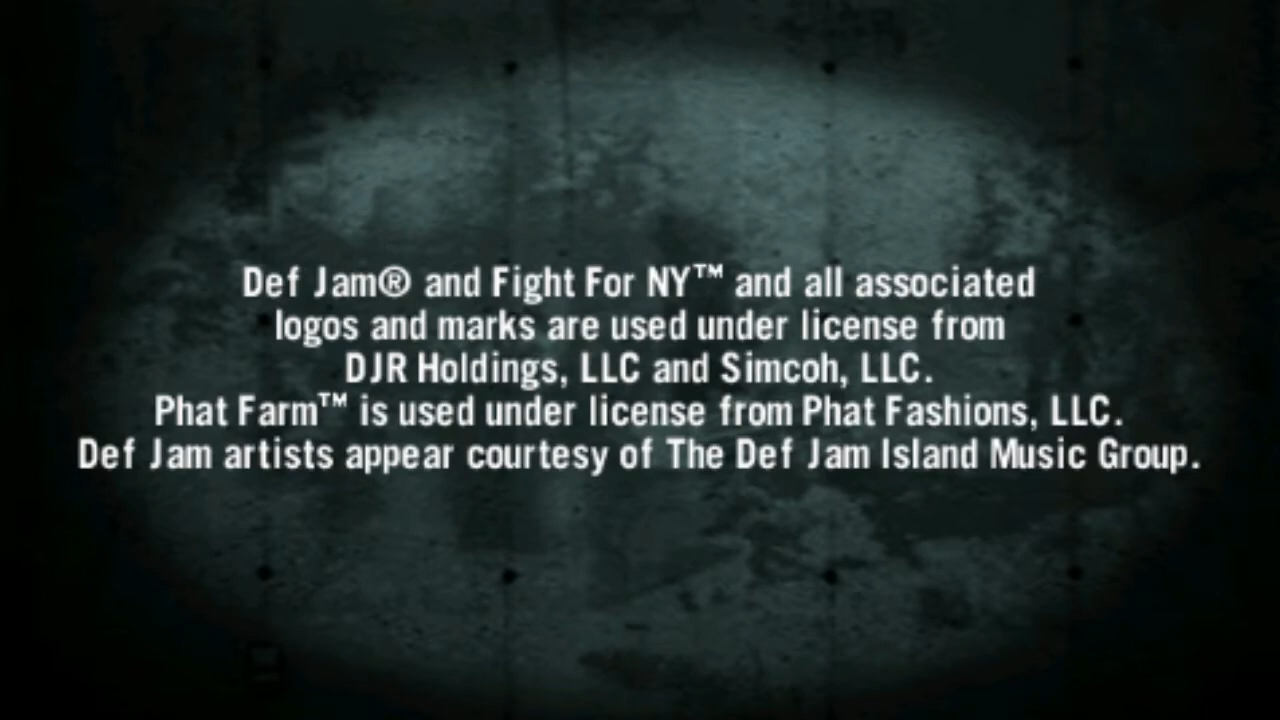 Def Jam® and Fight For NY™ and all associated
logos and marks are used under license from
DJR Holdings, LLC and Simcoh, LLC.
Phat Farm™ is used under license from Phat Fashions, LLC.
Def Jam artists appear courtesy of The Def Jam Island Music Group.